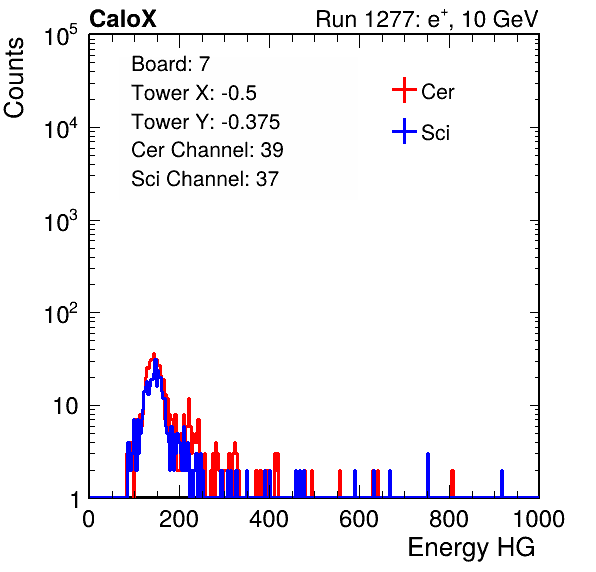 CaloX Run 1277: e⁺, 10 GeV
Counts
Board: 7
Tower X: -0.5
Tower Y: -0.375
Cer Channel: 39
Sci Channel: 37
Cer
Sci
10⁵
10⁴
10³
10²
10
1
0 200 400 600 800 1000
Energy HG